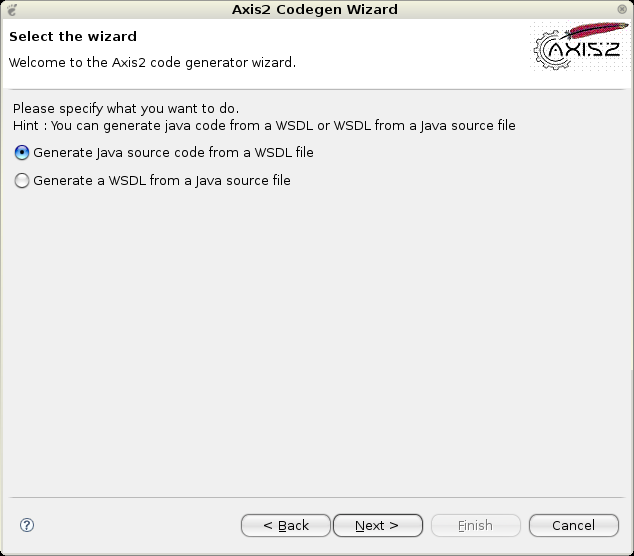 Axis2 Codegen Wizard
Select the wizard
Welcome to the Axis2 code generator wizard.
AXIS2
Please specify what you want to do.
Hint : You can generate java code from a WSDL or WSDL from a Java source file
Generate Java source code from a WSDL file
Generate a WSDL from a Java source file
?
< Back
Next >
Finish
Cancel